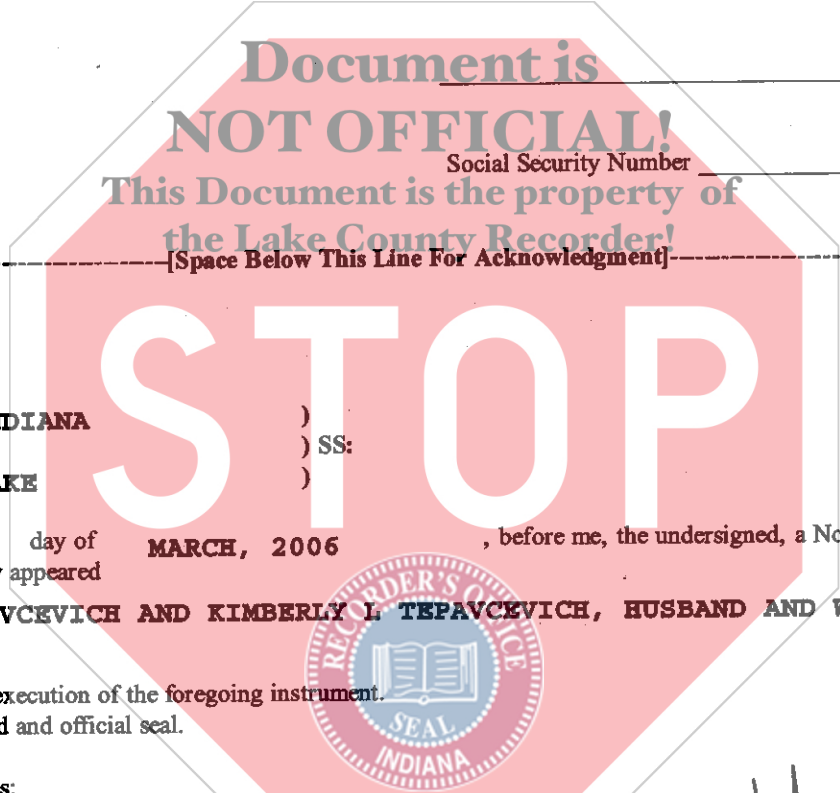 Document is
NOT OFFICIAL!
Social Security Number
This Document is the property of
the Lake County Recorder!
[Space Below This Line For Acknowledgment]
STOP
DIANA )
) SS:
AKE )
day of MARCH, 2006 , before me, the undersigned, a No
appeared
VCEVICH AND KIMBERLY L TEPAVCEVICH, HUSBAND AND W
execution of the foregoing instrument.
d and official seal.
RECORDER'S OFFICE
SEAL
INDIANA
s: